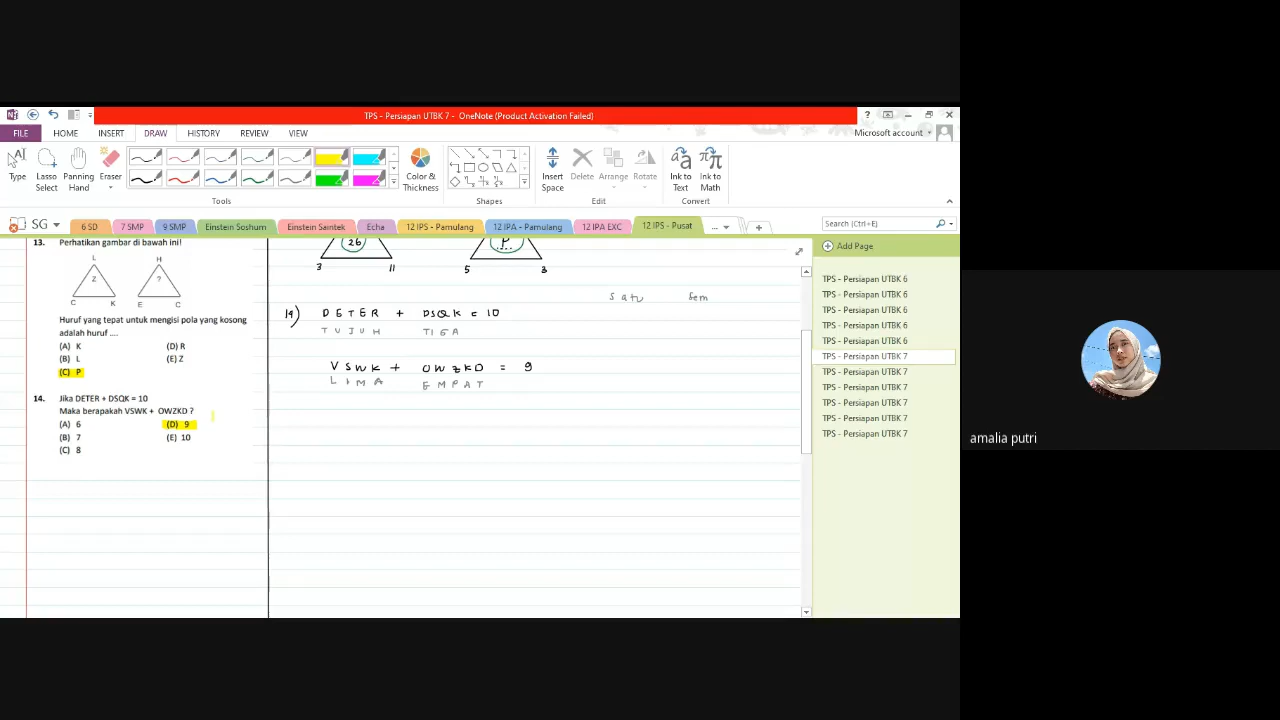 TPS - Persiapan UTBK 7 - OneNote (Product Activation Failed)
?
FILE HOME INSERT DRAW HISTORY REVIEW VIEW
Microsoft account
Type Lasso Select Panning Hand Eraser
Color & Thickness
Insert Space Delete Arrange Rotate
Ink to Text Ink to Math
Tools Shapes Edit Convert
SG 6 SD 7 SMP 9 SMP Einstein Soshum Einstein Saintek Echa 12 IPS - Pamulang 12 IPA - Pamulang 12 IPA EXC 12 IPS - Pusat ...
Search (Ctrl+E)
Add Page
TPS - Persiapan UTBK 6
TPS - Persiapan UTBK 6
TPS - Persiapan UTBK 6
TPS - Persiapan UTBK 6
TPS - Persiapan UTBK 6
TPS - Persiapan UTBK 7
TPS - Persiapan UTBK 7
TPS - Persiapan UTBK 7
TPS - Persiapan UTBK 7
TPS - Persiapan UTBK 7
TPS - Persiapan UTBK 7
13. Perhatikan gambar di bawah ini!
L H
Z ?
C K E C
Huruf yang tepat untuk mengisi pola yang kosong
adalah huruf ....
(A) K (D) R
(B) L (E) Z
(C) P
14. Jika DETER + DSQK = 10
Maka berapakah VSWK + OWZKD ?
(A) 6 (D) 9
(B) 7 (E) 10
(C) 8
26 P
3 11 5 3
satu sem
14) DETER + DSQK = 10
TUJUH TIGA
VSWK + OWZKD = 9
LIMA EMPAT
amalia putri